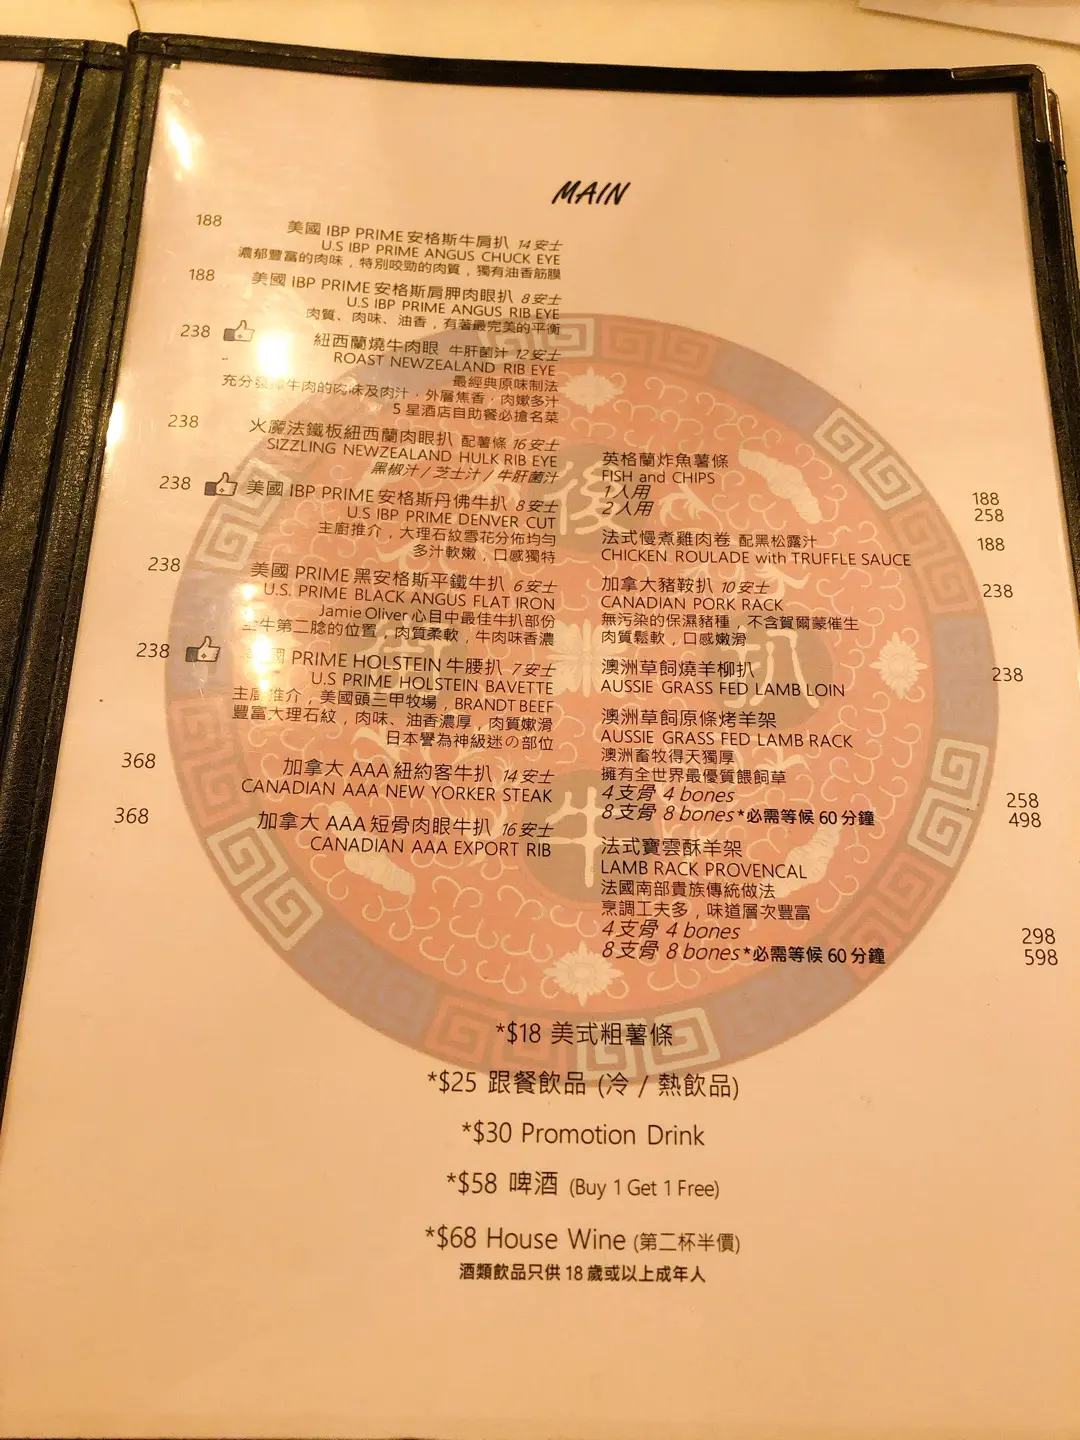 MAIN
188
美國 IBP PRIME 安格斯牛肩扒 14安士
U.S IBP PRIME ANGUS CHUCK EYE
濃郁豐富的肉味，特別咬勁的肉質，獨有油香筋膜
188
美國 IBP PRIME 安格斯肩胛肉眼扒 8安士
U.S IBP PRIME ANGUS RIB EYE
肉質、肉味、油香，有著最完美的平衡
238
紐西蘭燒牛肉眼 牛肝菌汁 12安士
ROAST NEWZEALAND RIB EYE
最經典原味制法
充分發揮牛肉的肉味及肉汁，外層焦香，肉嫩多汁
5 星酒店自助餐必搶名菜
238
火靨法鐵板紐西蘭肉眼扒 配薯條 16安士
SIZZLING NEWZEALAND HULK RIB EYE
黑椒汁 / 芝士汁 / 牛肝菌汁
238
美國 IBP PRIME 安格斯丹佛牛扒 8安士
U.S IBP PRIME DENVER CUT
主廚推介，大理石紋雪花分佈均勻
多汁軟嫩，口感獨特
238
美國 PRIME 黑安格斯平鐵牛扒 6安士
U.S. PRIME BLACK ANGUS FLAT IRON
Jamie Oliver 心目中最佳牛扒部份
牛第二腍的位置，肉質柔軟，牛肉味香濃
238
國 PRIME HOLSTEIN 牛腰扒 7安士
U.S PRIME HOLSTEIN BAVETTE
主廚推介，美國頭三甲牧場，BRANDT BEEF
豐富大理石紋，肉味、油香濃厚，肉質嫩滑
日本譽為神級迷の部位
368
加拿大 AAA 紐約客牛扒 14安士
CANADIAN AAA NEW YORKER STEAK
368
加拿大 AAA 短骨肉眼牛扒 16安士
CANADIAN AAA EXPORT RIB
英格蘭炸魚薯條
FISH and CHIPS
1人用 188
2人用 258
法式慢煮雞肉卷 配黑松露汁 188
CHICKEN ROULADE with TRUFFLE SAUCE
加拿大豬鞍扒 10安士 238
CANADIAN PORK RACK
無污染的保濕豬種，不含賀爾蒙催生
肉質鬆軟，口感嫩滑
澳洲草飼燒羊柳扒 238
AUSSIE GRASS FED LAMB LOIN
澳洲草飼原條烤羊架
AUSSIE GRASS FED LAMB RACK
澳洲畜牧得天獨厚
擁有全世界最優質餵飼草
4支骨 4 bones 258
8支骨 8 bones *必需等候 60 分鐘 498
法式寶雲酥羊架
LAMB RACK PROVENCAL
法國南部貴族傳統做法
烹調工夫多，味道層次豐富
4支骨 4 bones 298
8支骨 8 bones *必需等候 60 分鐘 598
後
街
牛
扒
*$18 美式粗薯條
*$25 跟餐飲品 (冷 / 熱飲品)
*$30 Promotion Drink
*$58 啤酒 (Buy 1 Get 1 Free)
*$68 House Wine (第二杯半價)
酒類飲品只供 18 歲或以上成年人